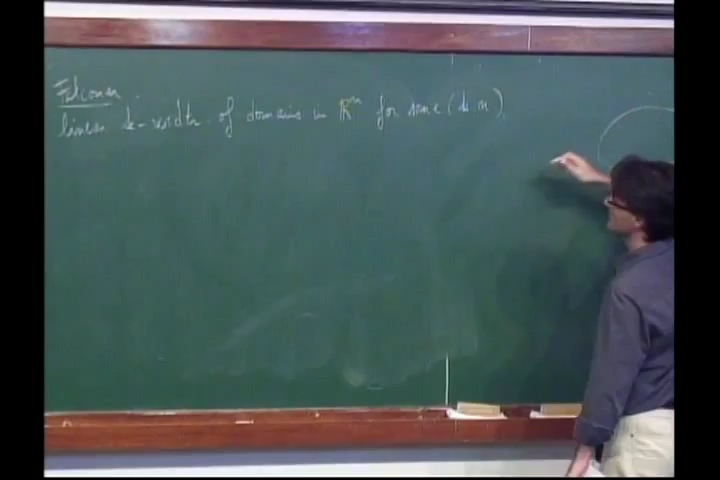 Falconer.
linear k-width of domains in ℝⁿ for some (k n)